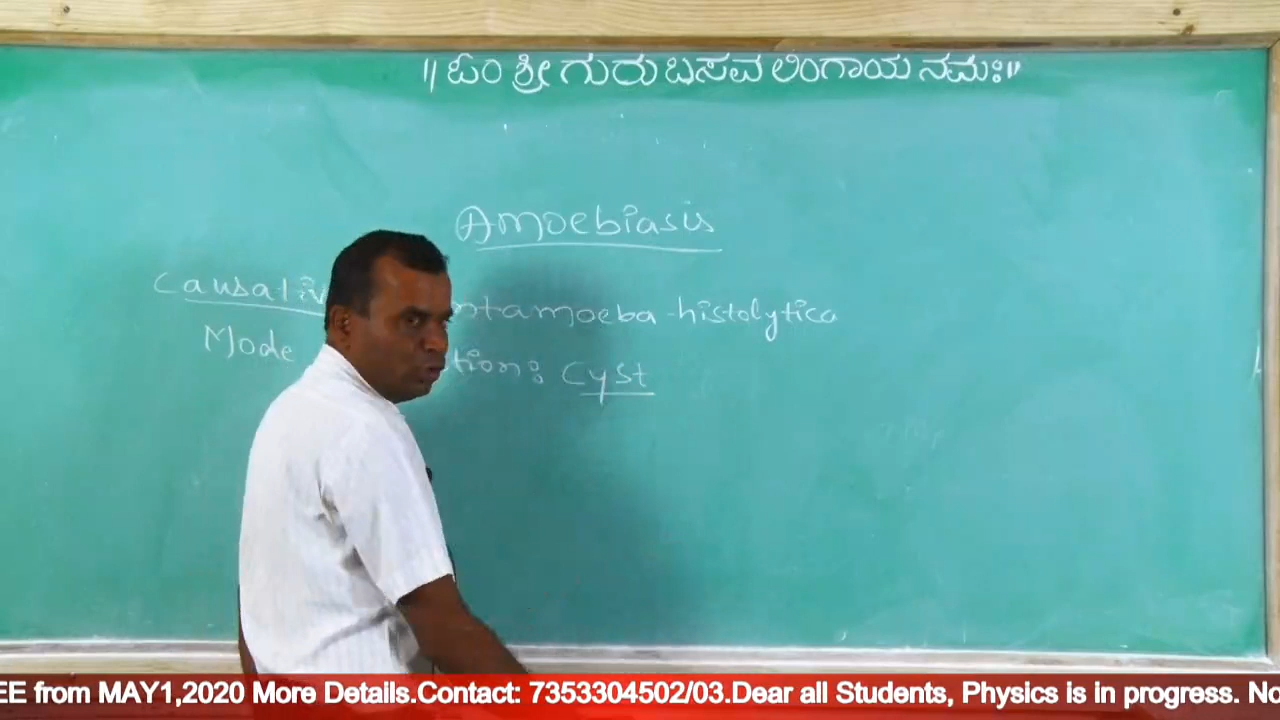 ॥ ಓಂ ಶ್ರೀ ಗುರು ಬಸವ ಲಿಂಗಾಯ ನಮಃ॥
Amoebiasis
Causativ ntamoeba-histolytica
Mode tion: Cyst
EE from MAY1,2020 More Details.Contact: 7353304502/03.Dear all Students, Physics is in progress. No